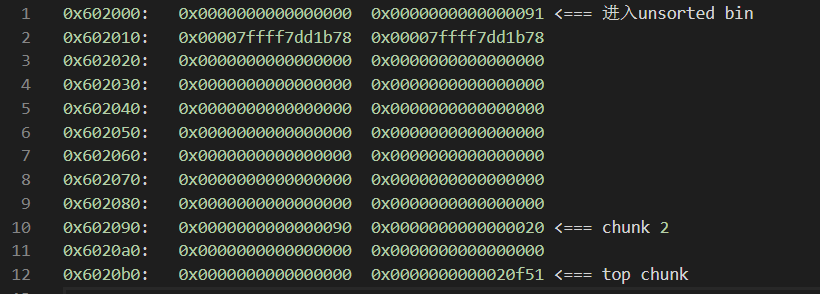 1 0x602000: 0x0000000000000000 0x0000000000000091 <=== 进入unsorted bin
2 0x602010: 0x00007ffff7dd1b78 0x00007ffff7dd1b78
3 0x602020: 0x0000000000000000 0x0000000000000000
4 0x602030: 0x0000000000000000 0x0000000000000000
5 0x602040: 0x0000000000000000 0x0000000000000000
6 0x602050: 0x0000000000000000 0x0000000000000000
7 0x602060: 0x0000000000000000 0x0000000000000000
8 0x602070: 0x0000000000000000 0x0000000000000000
9 0x602080: 0x0000000000000000 0x0000000000000000
10 0x602090: 0x0000000000000090 0x0000000000000020 <=== chunk 2
11 0x6020a0: 0x0000000000000000 0x0000000000000000
12 0x6020b0: 0x0000000000000000 0x0000000000020f51 <=== top chunk